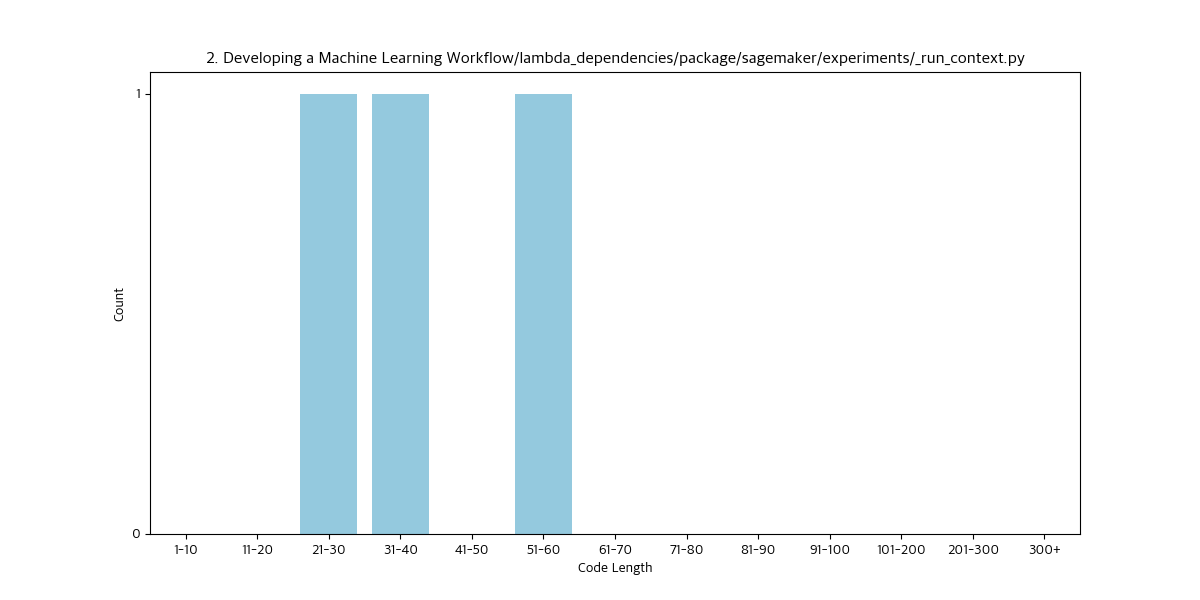 2. Developing a Machine Learning Workflow/lambda_dependencies/package/sagemaker/experiments/_run_context.py
1
Count
0
1-10 11-20 21-30 31-40 41-50 51-60 61-70 71-80 81-90 91-100 101-200 201-300 300+
Code Length